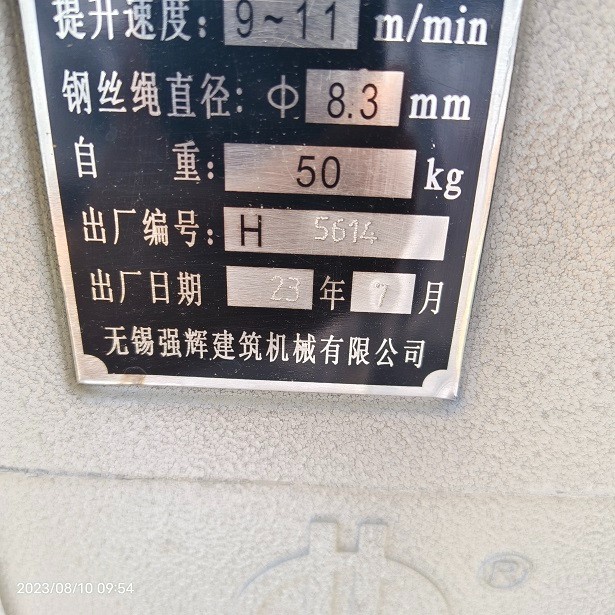 提升速度: 9~11 m/min
钢丝绳直径: Φ 8.3 mm
自 重: 50 kg
出厂编号: H 5614
出厂日期 23 年 7 月
无锡强辉建筑机械有限公司
®
2023/08/10 09:54